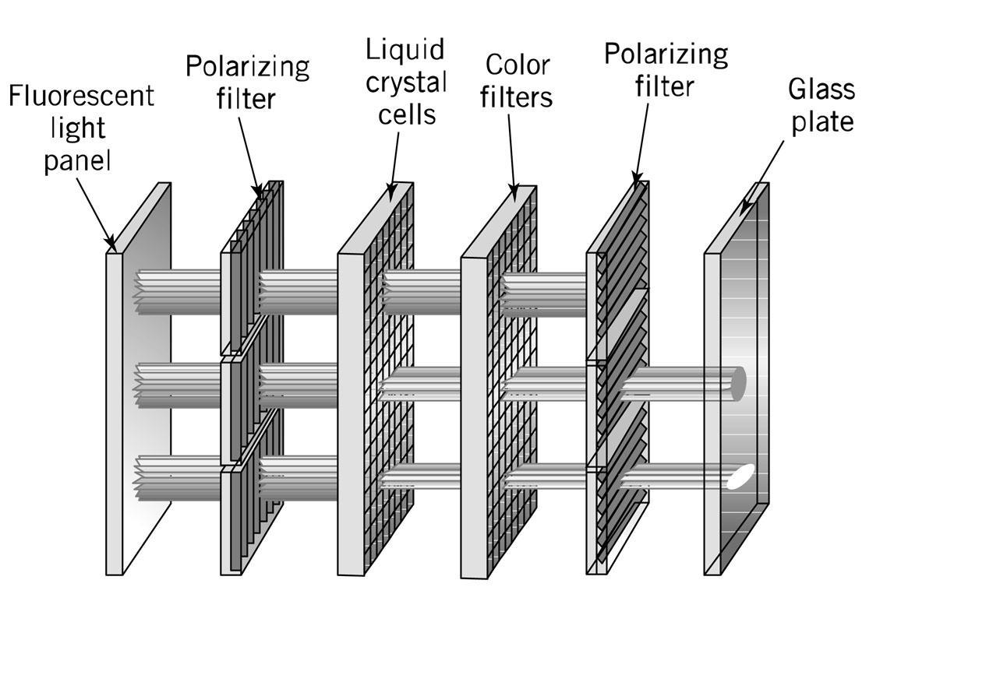 Fluorescent
light
panel
Polarizing
filter
Liquid
crystal
cells
Color
filters
Polarizing
filter
Glass
plate